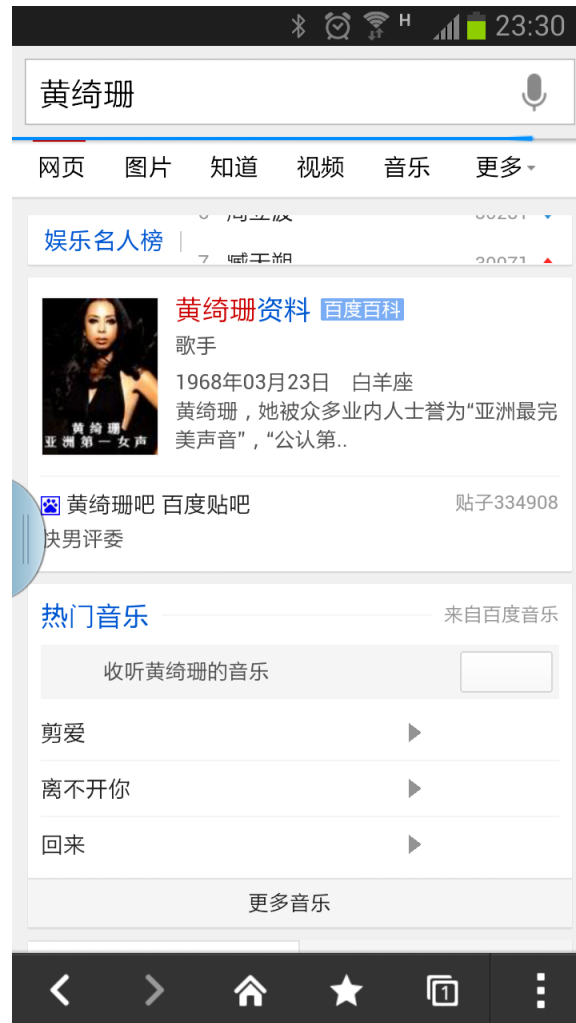 H 23:30
黄绮珊
网页 图片 知道 视频 音乐 更多
娱乐名人榜
黄绮珊资料 百度百科
歌手
1968年03月23日 白羊座
黄绮珊，她被众多业内人士誉为“亚洲最完
美声音”，“公认第..
黄绮珊
亚洲第一女声
黄绮珊吧 百度贴吧 贴子334908
快男评委
热门音乐 来自百度音乐
收听黄绮珊的音乐
剪爱
离不开你
回来
更多音乐
1